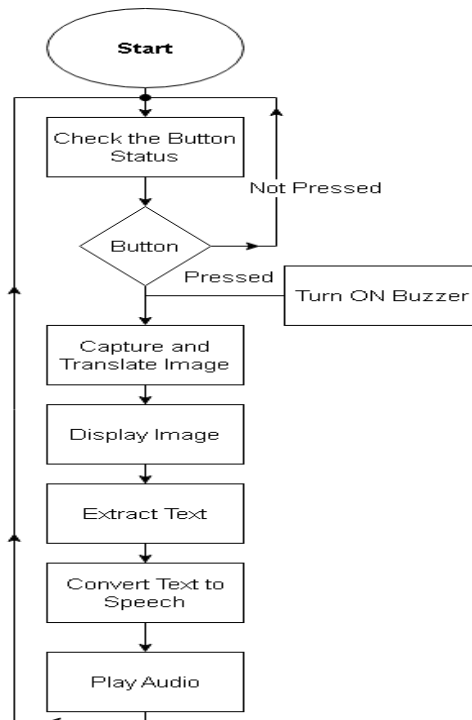 Start
Check the Button
Status
Not Pressed
Button
Pressed
Turn ON Buzzer
Capture and
Translate Image
Display Image
Extract Text
Convert Text to
Speech
Play Audio